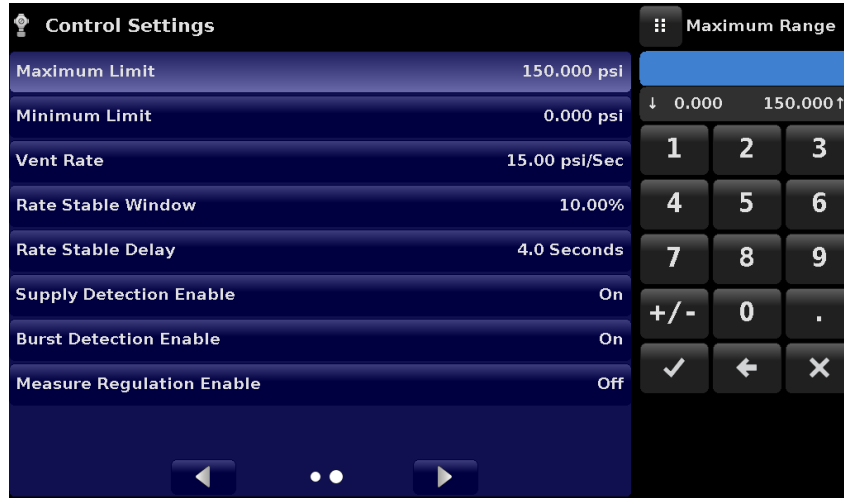 Control Settings
Maximum Limit 150.000 psi
Minimum Limit 0.000 psi
Vent Rate 15.00 psi/Sec
Rate Stable Window 10.00%
Rate Stable Delay 4.0 Seconds
Supply Detection Enable On
Burst Detection Enable On
Measure Regulation Enable Off
Maximum Range
↓ 0.000 150.000↑
1 2 3
4 5 6
7 8 9
+/- 0 .